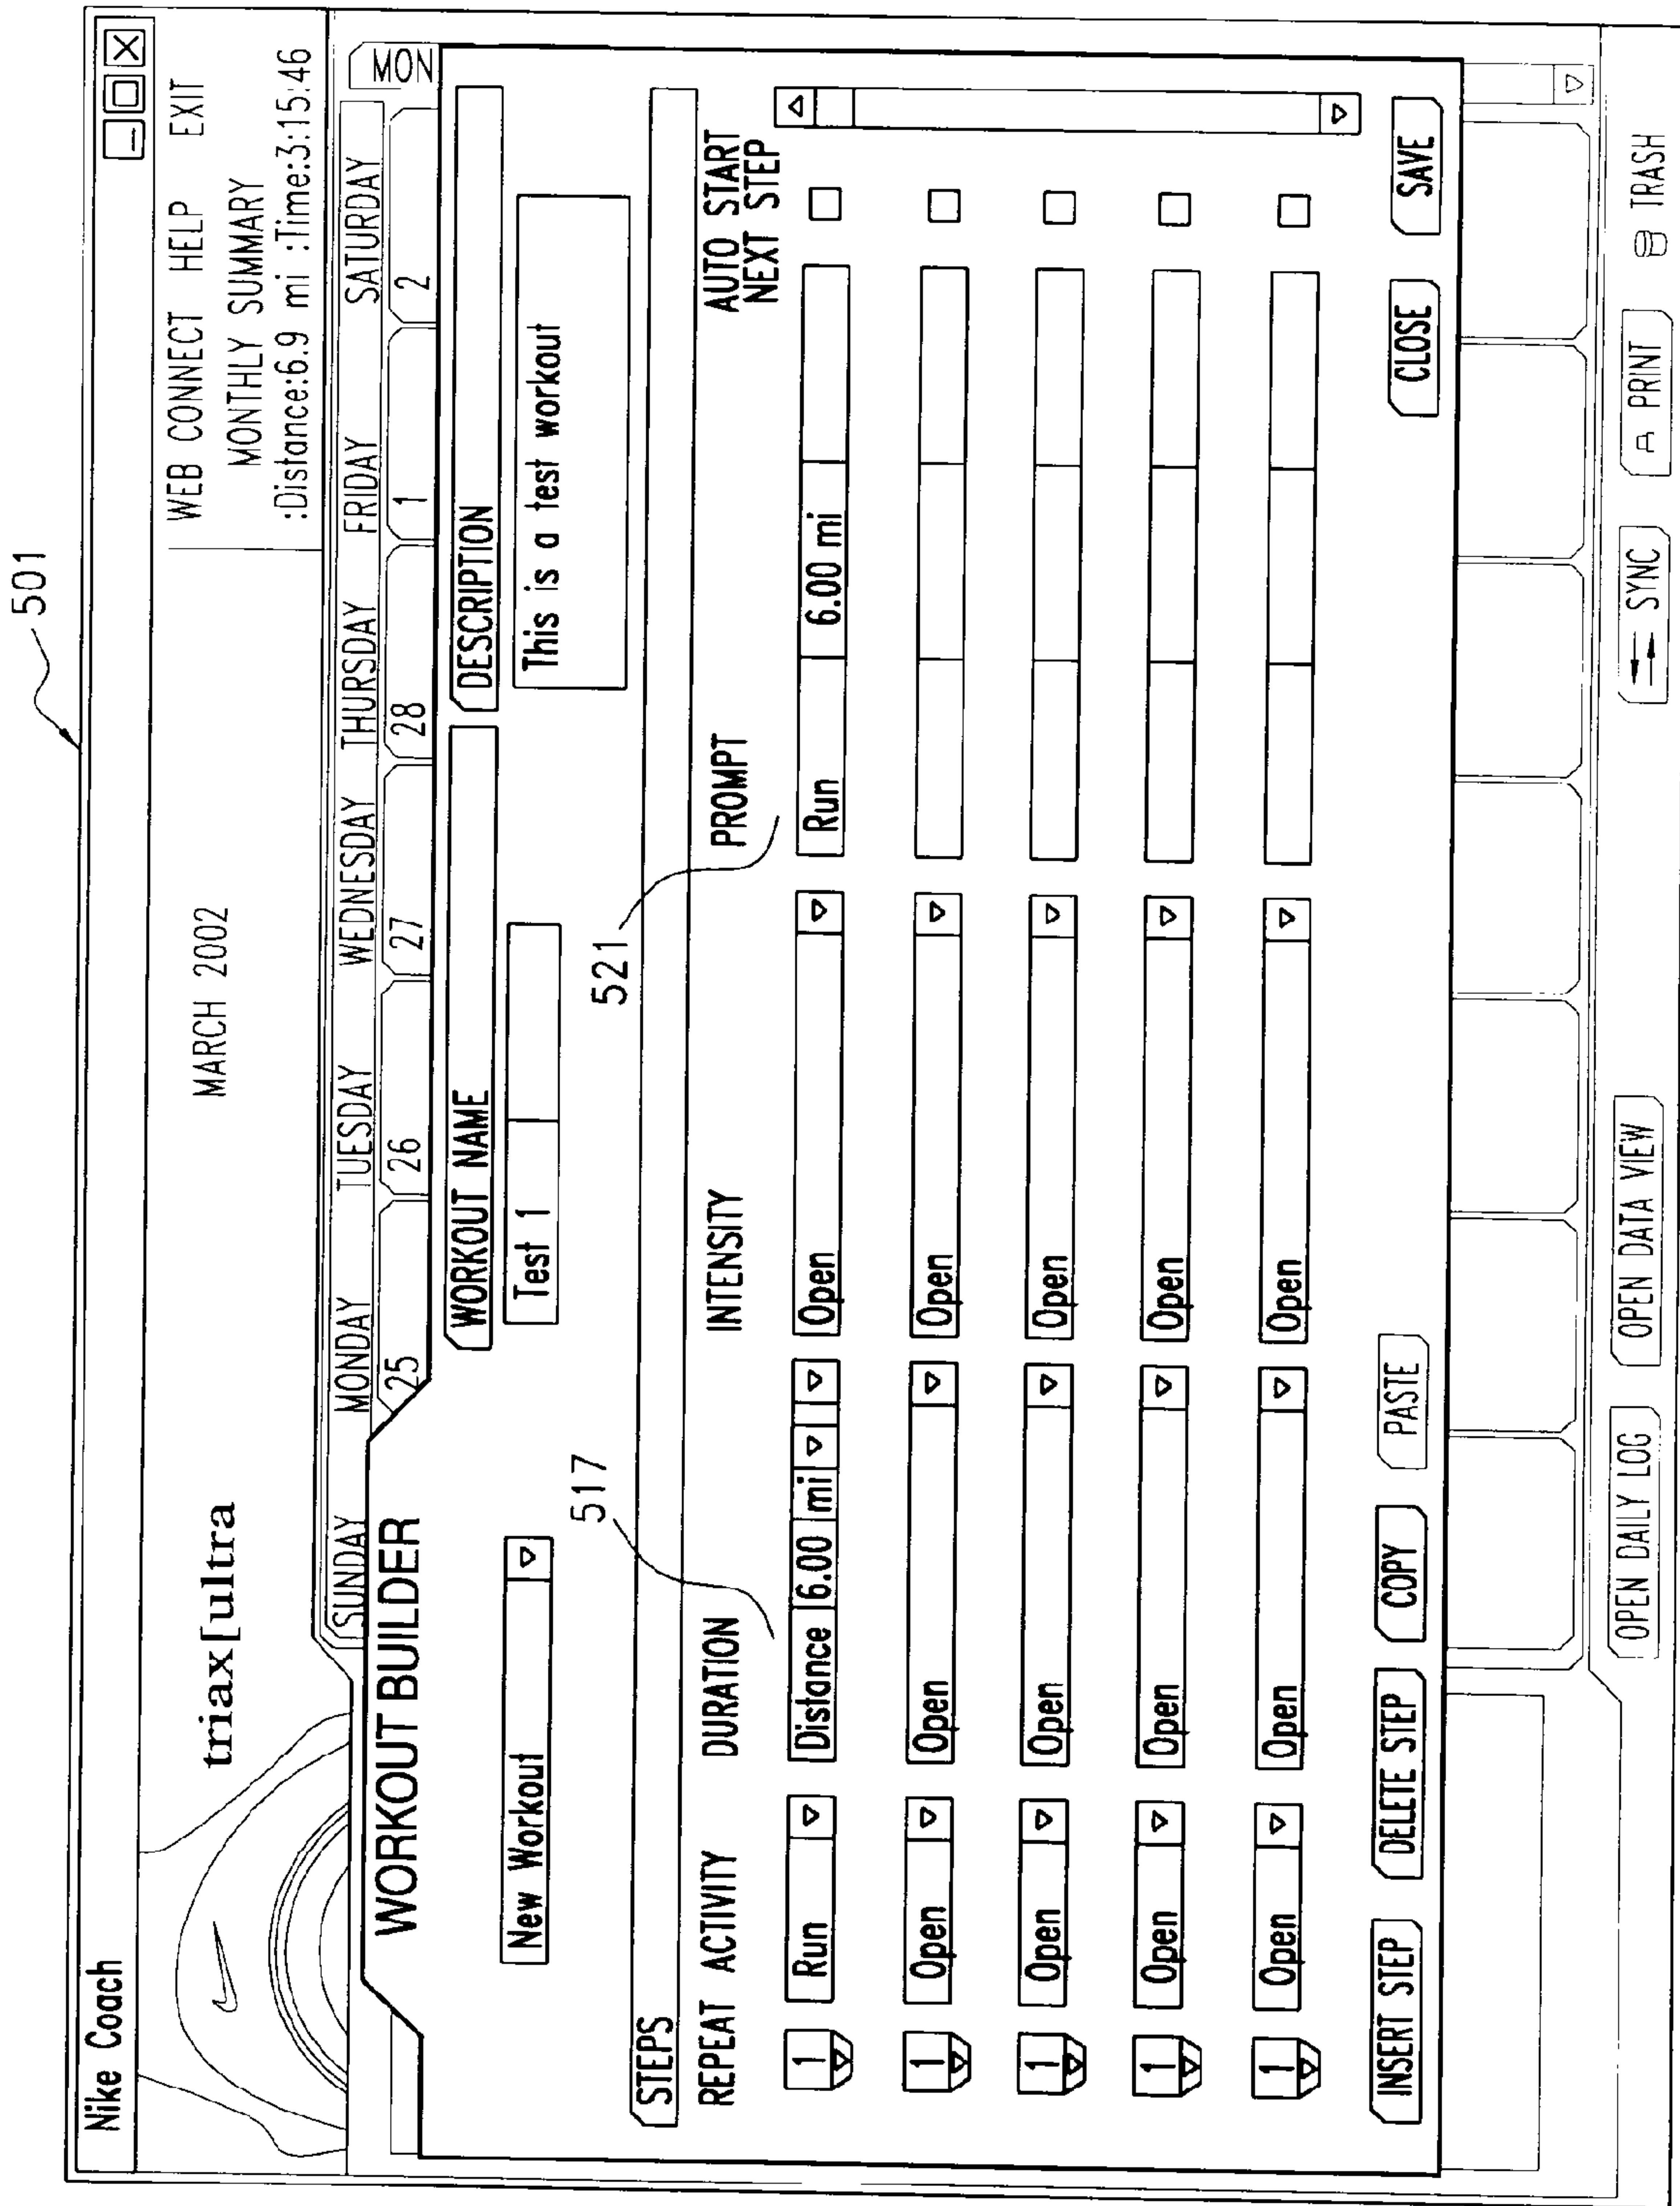 501
Nike Coach
WEB CONNECT HELP EXIT
triax[ultra
MARCH 2002
MONTHLY SUMMARY
:Distance:6.9 mi :Time:3:15:46
SUNDAY MONDAY TUESDAY WEDNESDAY THURSDAY FRIDAY SATURDAY MON
25 26 27 28 1 2
WORKOUT BUILDER
WORKOUT NAME DESCRIPTION
New Workout Test 1 This is a test workout
517 521
STEPS
REPEAT ACTIVITY DURATION INTENSITY PROMPT AUTO START
NEXT STEP
1 Run Distance 6.00 mi Open Run 6.00 mi
1 Open Open Open
1 Open Open Open
1 Open Open Open
1 Open Open Open
INSERT STEP DELETE STEP COPY PASTE CLOSE SAVE
OPEN DAILY LOG OPEN DATA VIEW SYNC PRINT TRASH